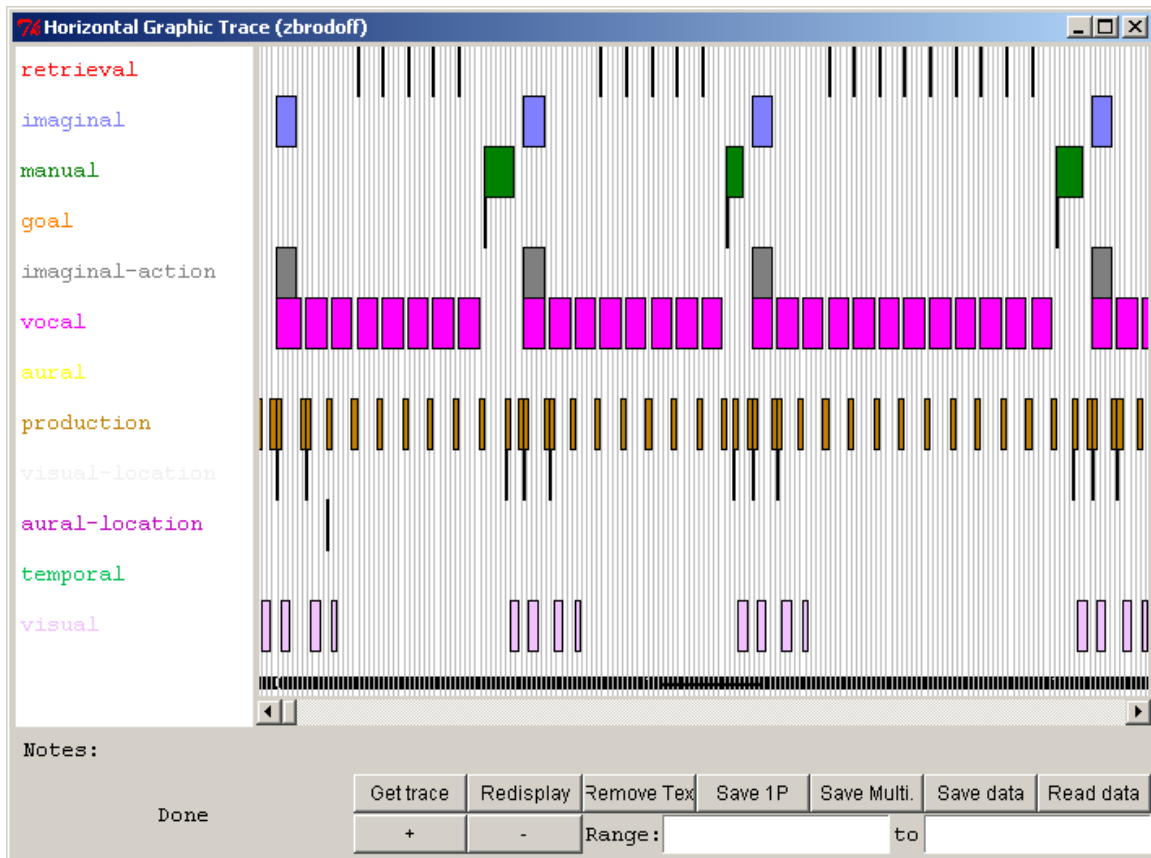 Horizontal Graphic Trace (zbrodoff)
retrieval
imaginal
manual
goal
imaginal-action
vocal
aural
production
visual-location
aural-location
temporal
visual
Notes:
Done
Get trace Redisplay Remove Tex Save 1P Save Multi. Save data Read data
+ - Range: to